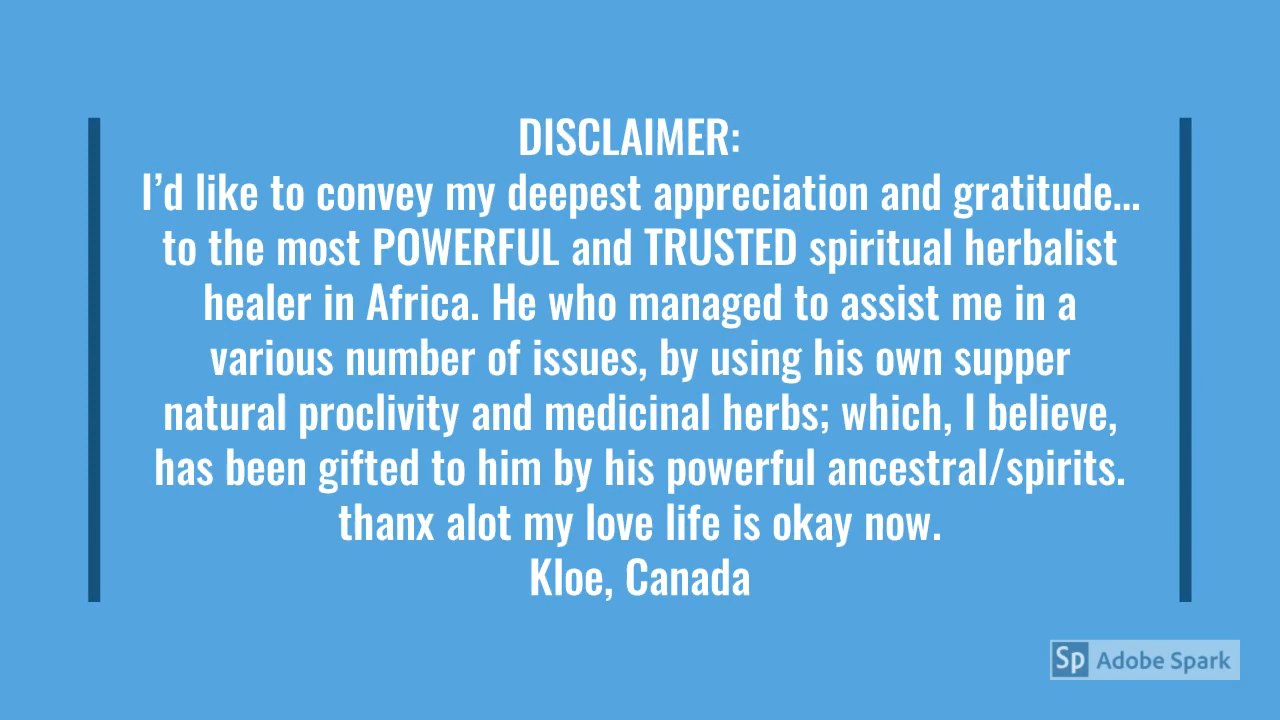 DISCLAIMER:
I’d like to convey my deepest appreciation and gratitude...
to the most POWERFUL and TRUSTED spiritual herbalist
healer in Africa. He who managed to assist me in a
various number of issues, by using his own supper
natural proclivity and medicinal herbs; which, I believe,
has been gifted to him by his powerful ancestral/spirits.
thanx alot my love life is okay now.
Kloe, Canada
Sp Adobe Spark